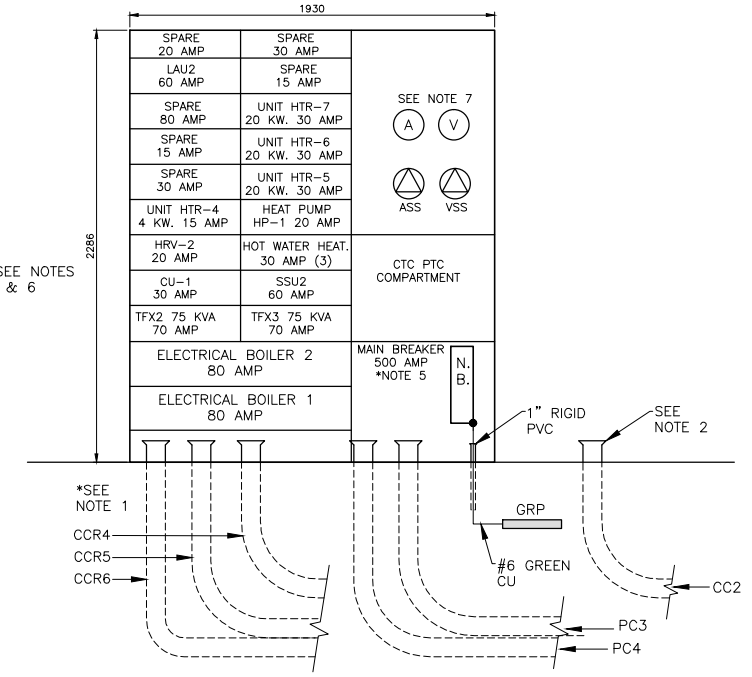 1930
2286
SPARE
20 AMP
SPARE
30 AMP
LAU2
60 AMP
SPARE
15 AMP
SPARE
80 AMP
UNIT HTR-7
20 KW. 30 AMP
SPARE
15 AMP
UNIT HTR-6
20 KW. 30 AMP
SPARE
30 AMP
UNIT HTR-5
20 KW. 30 AMP
UNIT HTR-4
4 KW. 15 AMP
HEAT PUMP
HP-1 20 AMP
HRV-2
20 AMP
HOT WATER HEAT.
30 AMP (3)
CU-1
30 AMP
SSU2
60 AMP
TFX2 75 KVA
70 AMP
TFX3 75 KVA
70 AMP
ELECTRICAL BOILER 2
80 AMP
ELECTRICAL BOILER 1
80 AMP
SEE NOTE 7
A
V
ASS
VSS
CTC PTC
COMPARTMENT
MAIN BREAKER
500 AMP
*NOTE 5
N.
B.
SEE NOTES
& 6
1" RIGID
PVC
SEE
NOTE 2
*SEE
NOTE 1
CCR4
CCR5
CCR6
GRP
#6 GREEN
CU
CC2
PC3
PC4